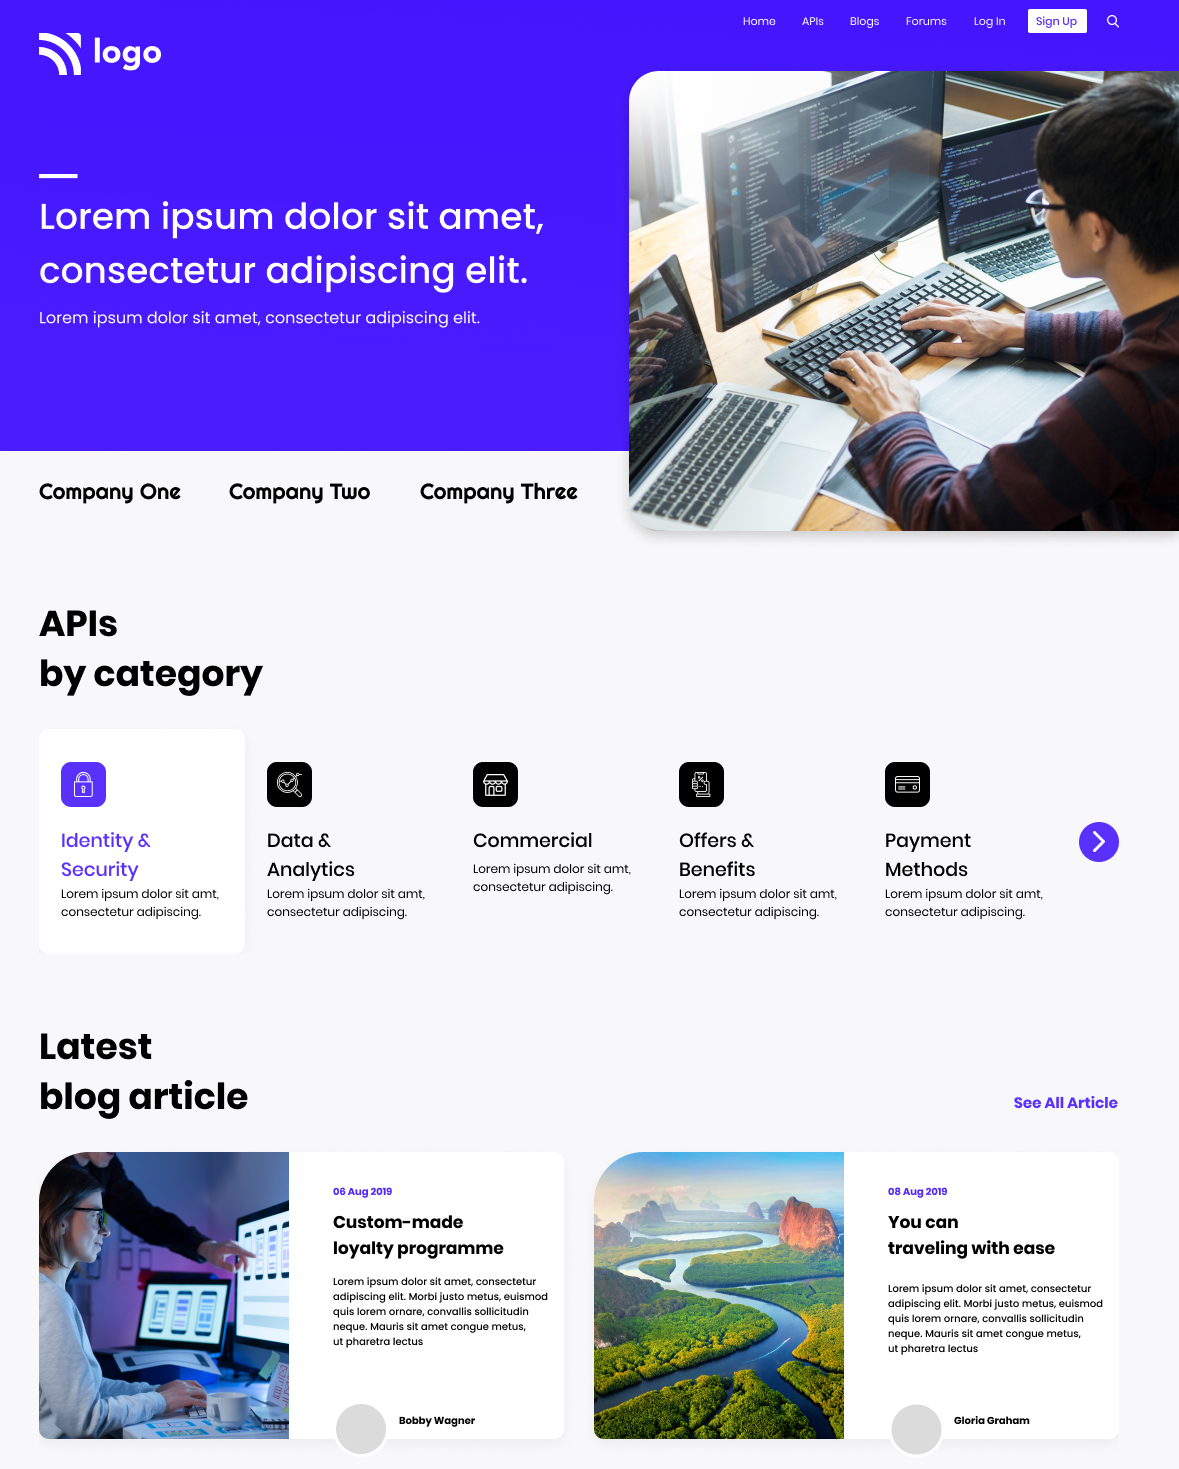 Home APIs Blogs Forums Log In Sign Up
logo
Lorem ipsum dolor sit amet,
consectetur adipiscing elit.
Lorem ipsum dolor sit amet, consectetur adipiscing elit.
Company One Company Two Company Three
APIs
by category
Identity &
Security
Lorem ipsum dolor sit amt,
consectetur adipiscing.
Data &
Analytics
Lorem ipsum dolor sit amt,
consectetur adipiscing.
Commercial
Lorem ipsum dolor sit amt,
consectetur adipiscing.
Offers &
Benefits
Lorem ipsum dolor sit amt,
consectetur adipiscing.
Payment
Methods
Lorem ipsum dolor sit amt,
consectetur adipiscing.
Latest
blog article
See All Article
06 Aug 2019
Custom-made
loyalty programme
Lorem ipsum dolor sit amet, consectetur
adipiscing elit. Morbi justo metus, euismod
quis lorem ornare, convallis sollicitudin
neque. Mauris sit amet congue metus,
ut pharetra lectus
Bobby Wagner
08 Aug 2019
You can
traveling with ease
Lorem ipsum dolor sit amet, consectetur
adipiscing elit. Morbi justo metus, euismod
quis lorem ornare, convallis sollicitudin
neque. Mauris sit amet congue metus,
ut pharetra lectus
Gloria Graham